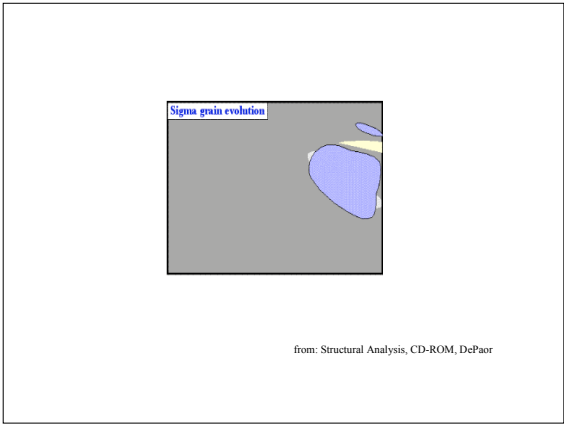 Sigma grain evolution
from: Structural Analysis, CD-ROM, DePaor